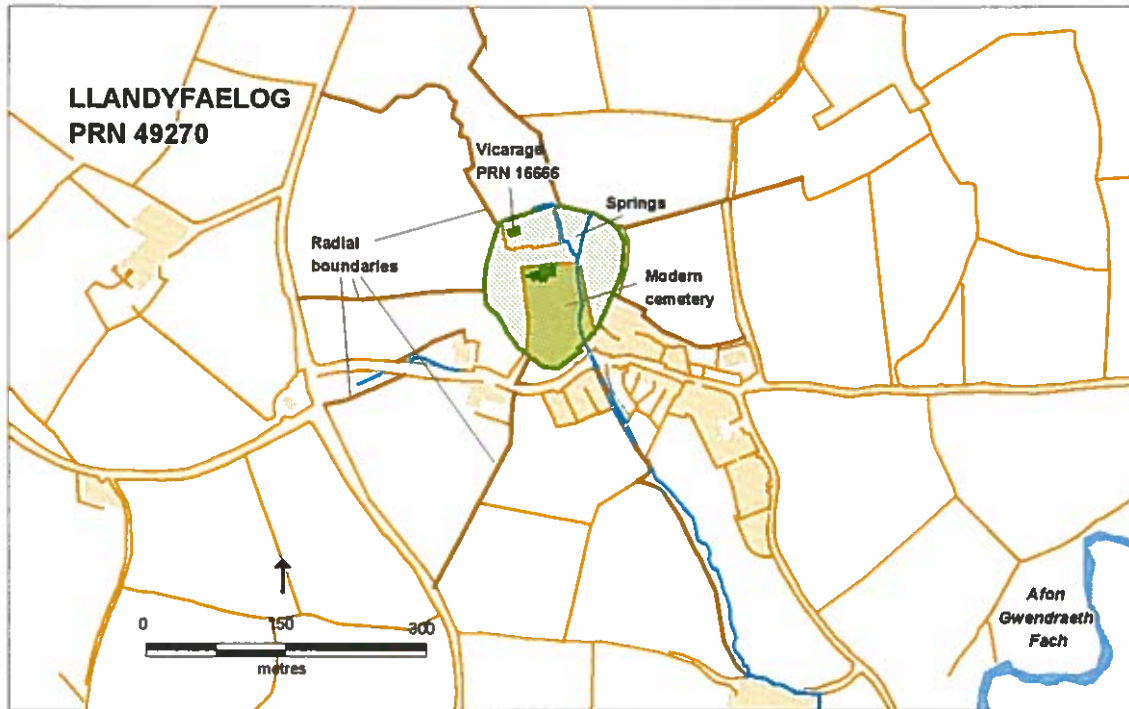 LLANDYFAELOG
PRN 49270
Vicarage
PRN 16666
Springs
Radial
boundaries
Modern
cemetery
0 150 300
metres
Afon
Gwendraeth
Fach